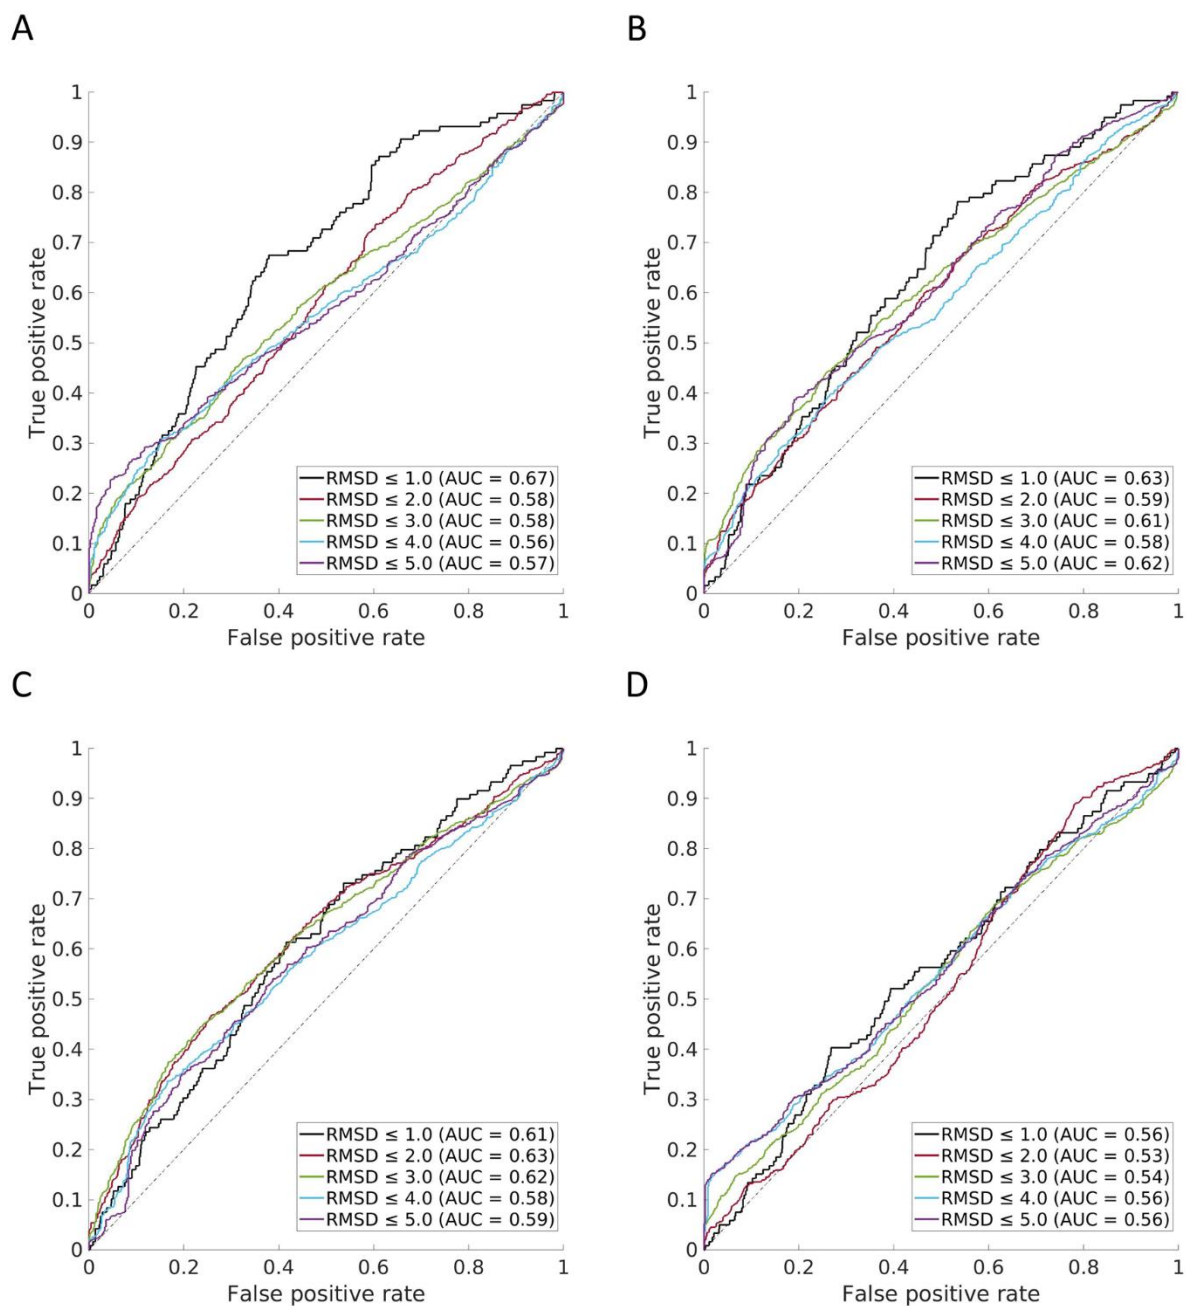 A
True positive rate
1
0.9
0.8
0.7
0.6
0.5
0.4
0.3
0.2
0.1
0
RMSD ≤ 1.0 (AUC = 0.67)
RMSD ≤ 2.0 (AUC = 0.58)
RMSD ≤ 3.0 (AUC = 0.58)
RMSD ≤ 4.0 (AUC = 0.56)
RMSD ≤ 5.0 (AUC = 0.57)
0 0.2 0.4 0.6 0.8 1
False positive rate
B
True positive rate
1
0.9
0.8
0.7
0.6
0.5
0.4
0.3
0.2
0.1
0
RMSD ≤ 1.0 (AUC = 0.63)
RMSD ≤ 2.0 (AUC = 0.59)
RMSD ≤ 3.0 (AUC = 0.61)
RMSD ≤ 4.0 (AUC = 0.58)
RMSD ≤ 5.0 (AUC = 0.62)
0 0.2 0.4 0.6 0.8 1
False positive rate
C
True positive rate
1
0.9
0.8
0.7
0.6
0.5
0.4
0.3
0.2
0.1
0
RMSD ≤ 1.0 (AUC = 0.61)
RMSD ≤ 2.0 (AUC = 0.63)
RMSD ≤ 3.0 (AUC = 0.62)
RMSD ≤ 4.0 (AUC = 0.58)
RMSD ≤ 5.0 (AUC = 0.59)
0 0.2 0.4 0.6 0.8 1
False positive rate
D
True positive rate
1
0.9
0.8
0.7
0.6
0.5
0.4
0.3
0.2
0.1
0
RMSD ≤ 1.0 (AUC = 0.56)
RMSD ≤ 2.0 (AUC = 0.53)
RMSD ≤ 3.0 (AUC = 0.54)
RMSD ≤ 4.0 (AUC = 0.56)
RMSD ≤ 5.0 (AUC = 0.56)
0 0.2 0.4 0.6 0.8 1
False positive rate